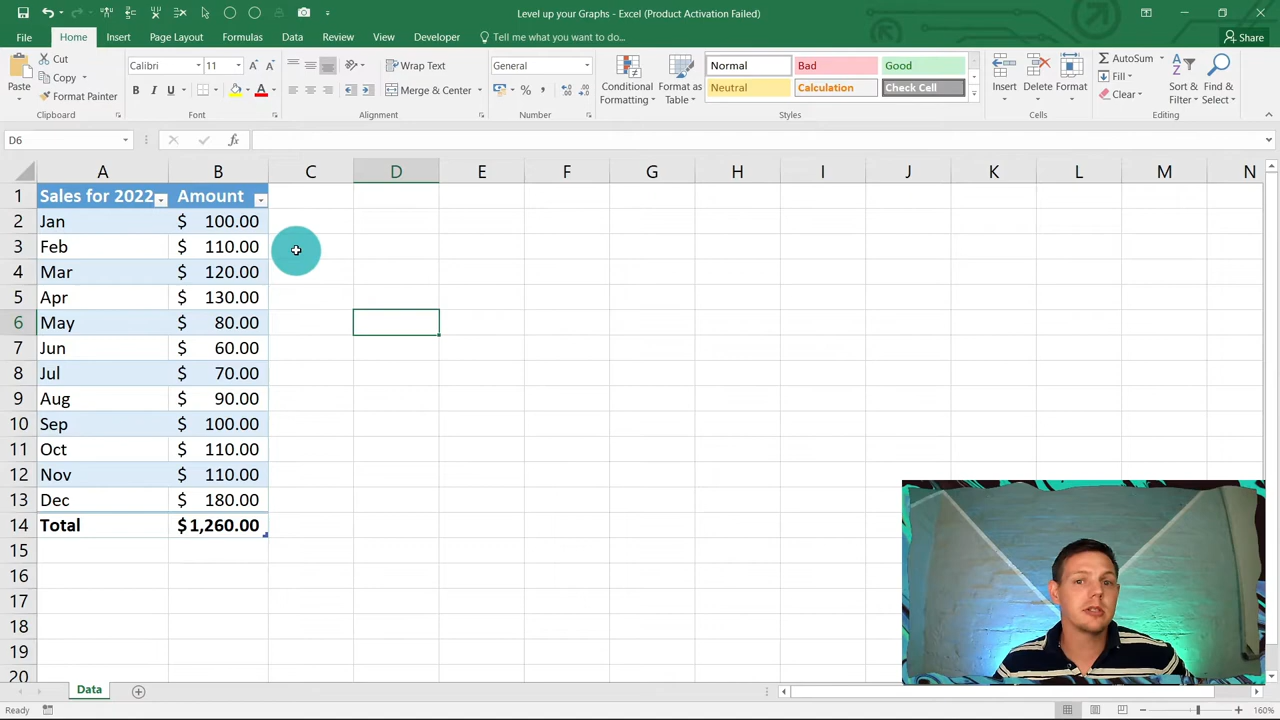 Level up your Graphs - Excel (Product Activation Failed)
File Home Insert Page Layout Formulas Data Review View Developer Tell me what you want to do... Share
Paste Cut Copy Format Painter Clipboard
Calibri 11 B I U A Font
Wrap Text Merge & Center Alignment
General % Number
Conditional Formatting Format as Table Normal Bad Good Neutral Calculation Check Cell Styles
Insert Delete Format Cells
AutoSum Fill Clear Sort & Filter Find & Select Editing
D6 fx
A B C D E F G H I J K L M N
1 Sales for 2022 Amount
2 Jan $ 100.00
3 Feb $ 110.00
4 Mar $ 120.00
5 Apr $ 130.00
6 May $ 80.00
7 Jun $ 60.00
8 Jul $ 70.00
9 Aug $ 90.00
10 Sep $ 100.00
11 Oct $ 110.00
12 Nov $ 110.00
13 Dec $ 180.00
14 Total $1,260.00
15
16
17
18
19
20
Data
Ready 160%